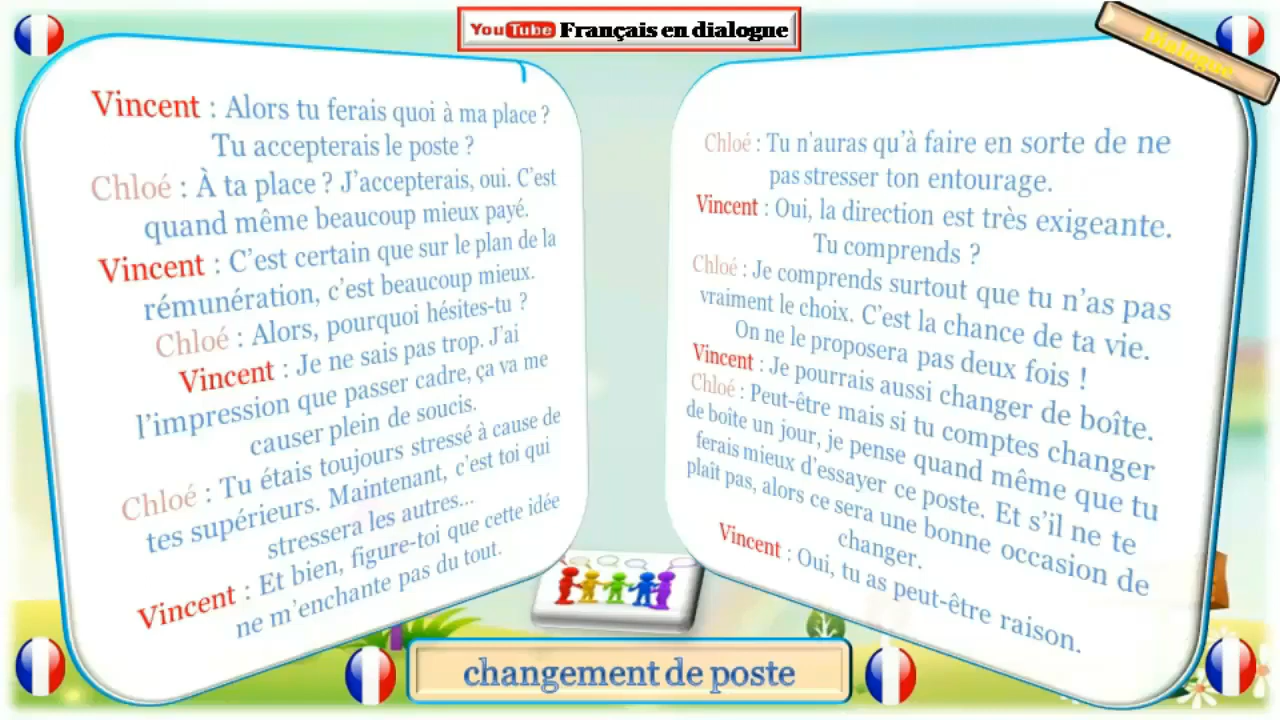 YouTube Français en dialogue
Dialogue
Vincent : Alors tu ferais quoi à ma place ?
Tu accepterais le poste ?
Chloé : À ta place ? J’accepterais, oui. C’est
quand même beaucoup mieux payé.
Vincent : C’est certain que sur le plan de la
rémunération, c’est beaucoup mieux.
Chloé : Alors, pourquoi hésites-tu ?
Vincent : Je ne sais pas trop. J’ai
l’impression que passer cadre, ça va me
causer plein de soucis.
Chloé : Tu étais toujours stressé à cause de
tes supérieurs. Maintenant, c’est toi qui
stressera les autres…
Vincent : Et bien, figure-toi que cette idée
ne m’enchante pas du tout.
Chloé : Tu n’auras qu’à faire en sorte de ne
pas stresser ton entourage.
Vincent : Oui, la direction est très exigeante.
Tu comprends ?
Chloé : Je comprends surtout que tu n’as pas
vraiment le choix. C’est la chance de ta vie.
On ne le proposera pas deux fois !
Vincent : Je pourrais aussi changer de boîte.
Chloé : Peut-être mais si tu comptes changer
de boîte un jour, je pense quand même que tu
ferais mieux d’essayer ce poste. Et s’il ne te
plaît pas, alors ce sera une bonne occasion de
changer.
Vincent : Oui, tu as peut-être raison.
changement de poste